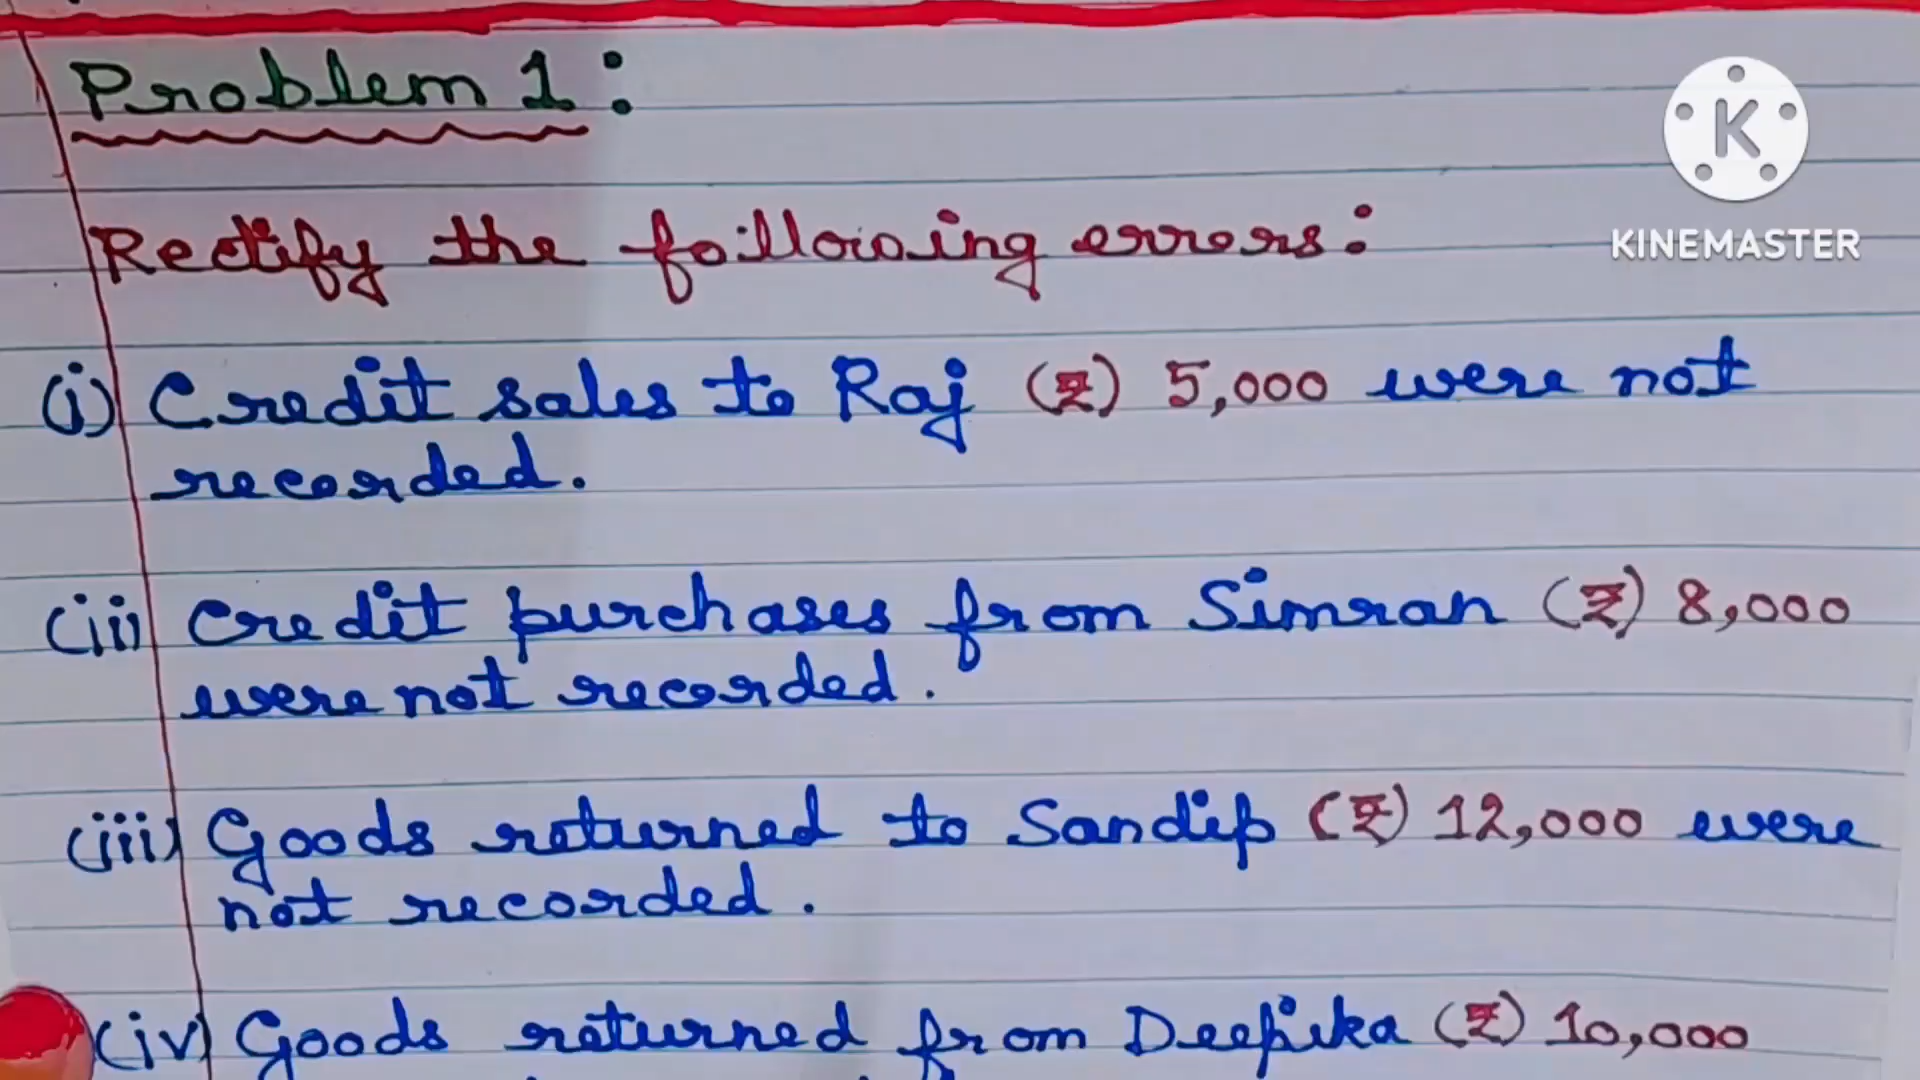 Problem 1:
K
KINEMASTER
Rectify the following errors:
(i) Credit sales to Raj (₹) 5,000 were not
recorded.
(ii) Credit purchases from Simran (₹) 8,000
were not recorded.
(iii) Goods returned to Sandip (₹) 12,000 were
not recorded.
(iv) Goods returned from Deepika (₹) 10,000